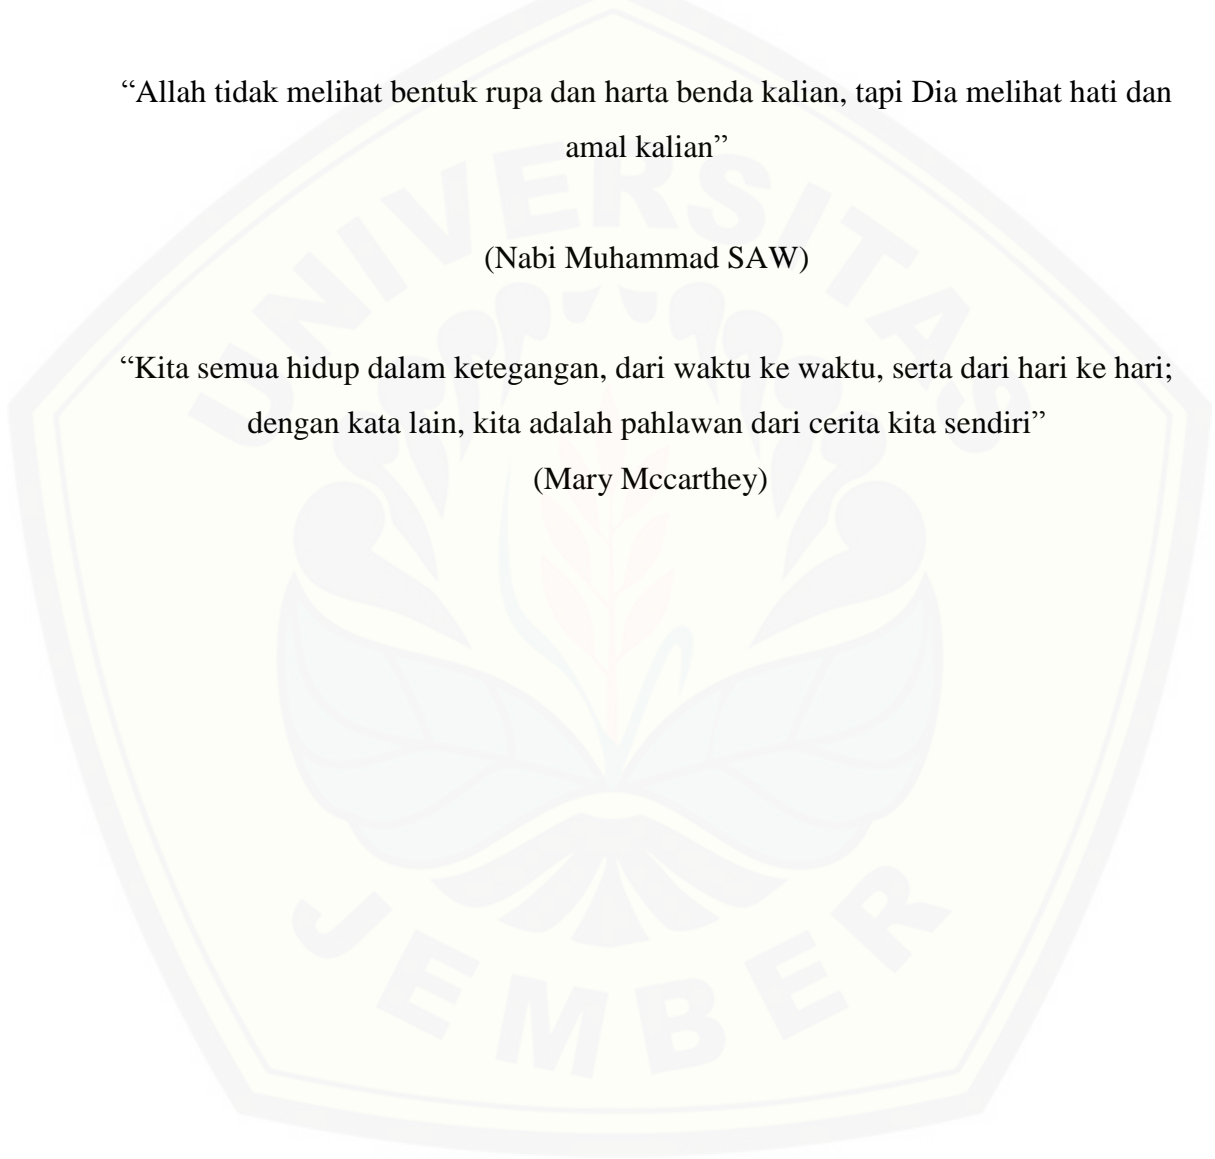 “Allah tidak melihat bentuk rupa dan harta benda kalian, tapi Dia melihat hati dan
amal kalian”
(Nabi Muhammad SAW)
“Kita semua hidup dalam ketegangan, dari waktu ke waktu, serta dari hari ke hari;
dengan kata lain, kita adalah pahlawan dari cerita kita sendiri”
(Mary Mccarthey)
UNIVERSITAS
JEMBER